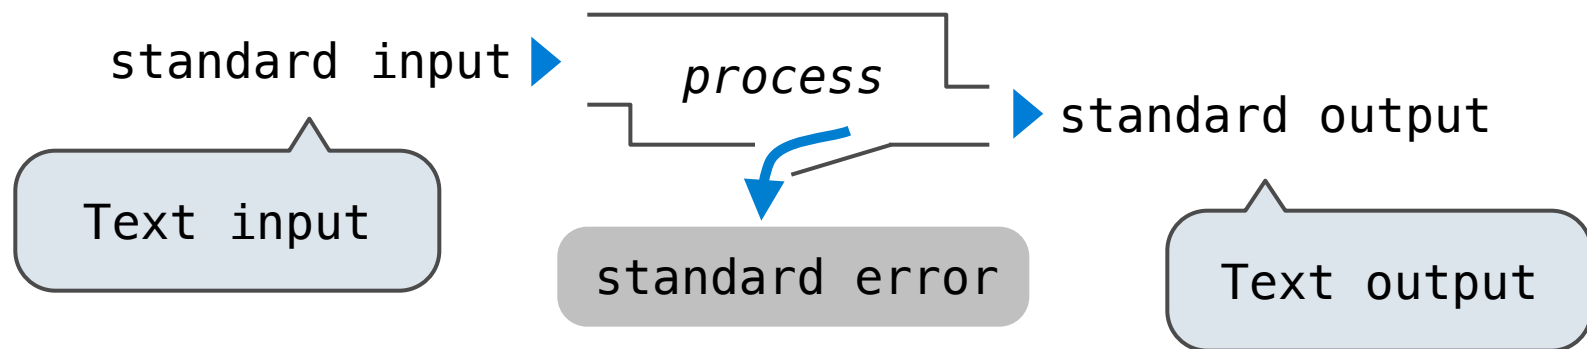 standard input
process
standard output
Text input
standard error
Text output